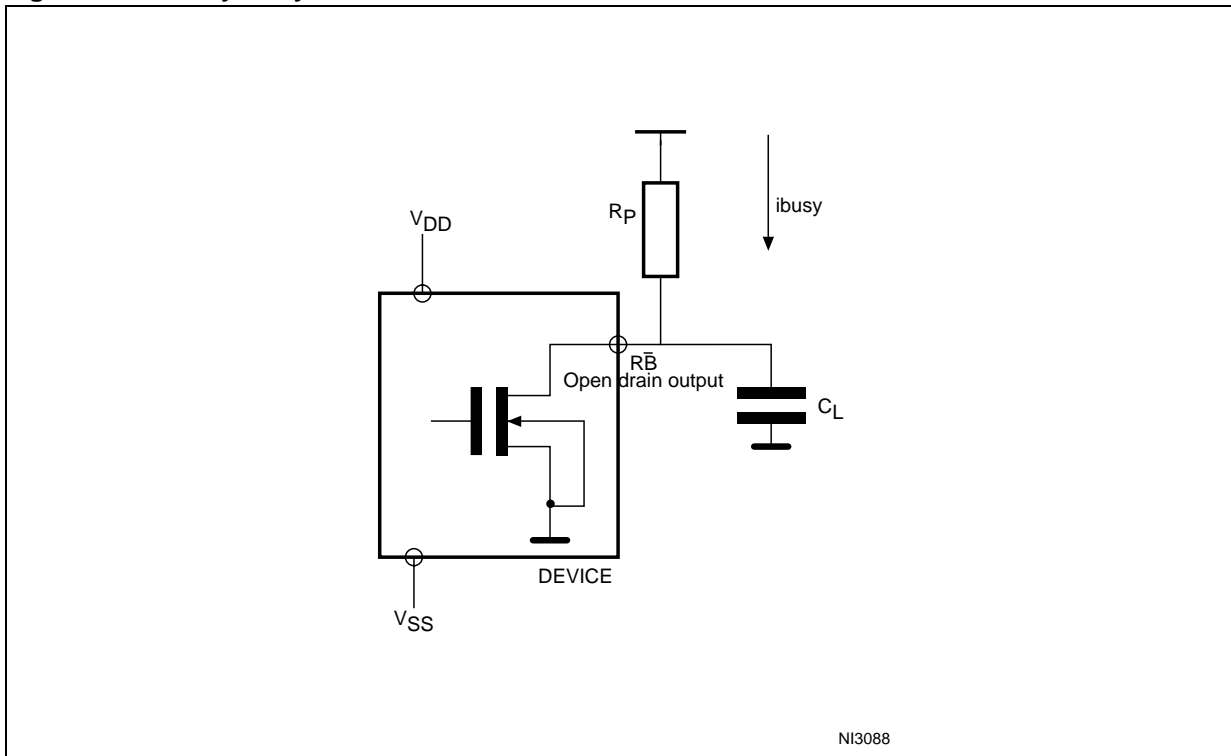 RP
ibusy
VDD
RB̅
Open drain output
CL
DEVICE
VSS
NI3088